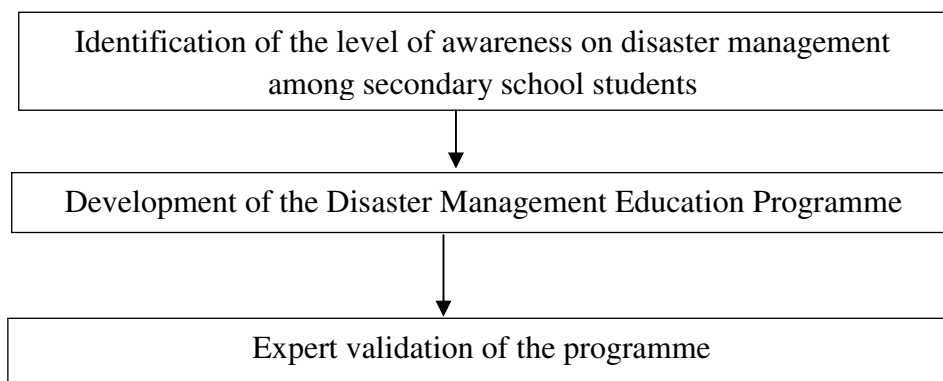 Identification of the level of awareness on disaster management
among secondary school students
Development of the Disaster Management Education Programme
Expert validation of the programme